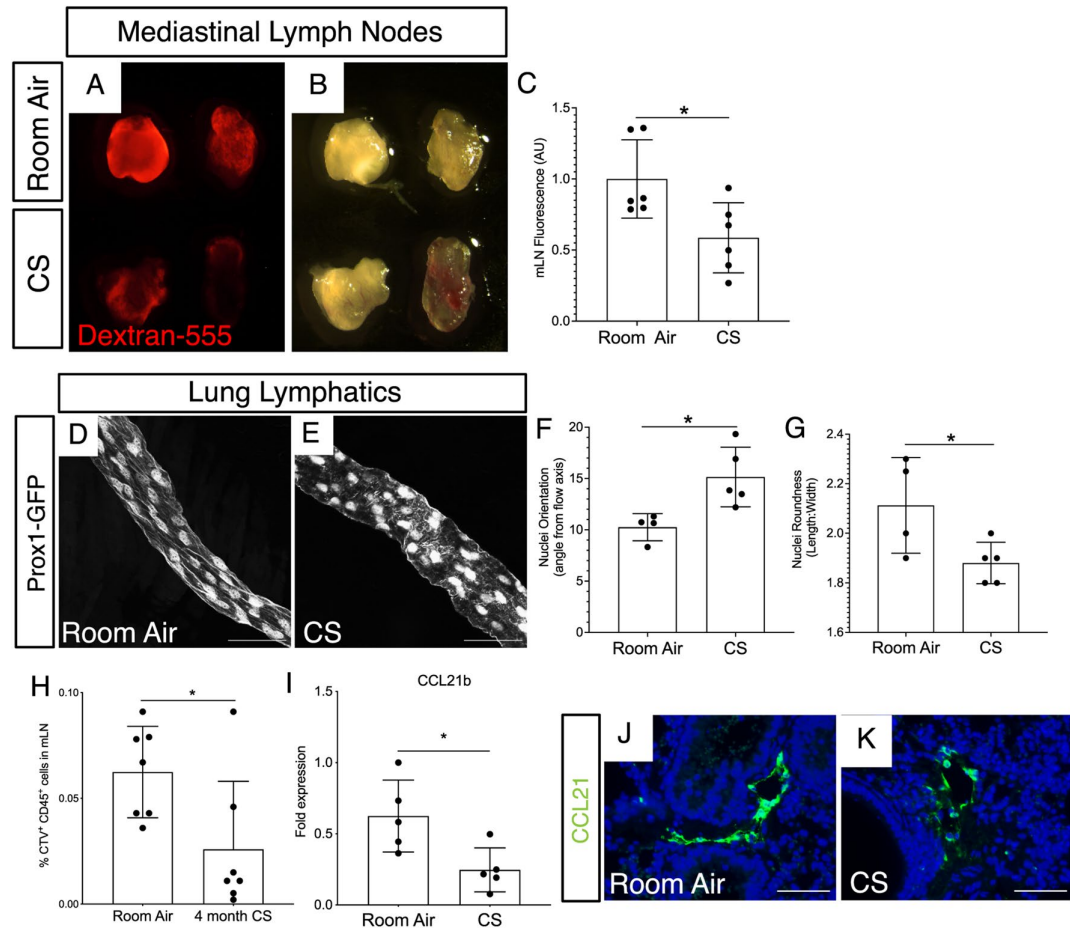 Mediastinal Lymph Nodes
Room Air
CS
A
B
Dextran-555
C
mLN Fluorescence (AU)
1.5
1.0
0.5
0.0
*
Room Air
CS
Lung Lymphatics
Prox1-GFP
D
Room Air
E
CS
F
Nuclei Orientation
(angle from flow axis)
20
15
10
5
0
*
Room Air
CS
G
Nuclei Roundness
(Length:Width)
2.4
2.2
2.0
1.8
1.6
*
Room Air
CS
H
% CTV+ CD45+ cells in mLN
0.10
0.05
0.00
*
Room Air
4 month CS
I
CCL21b
Fold expression
1.5
1.0
0.5
0.0
*
Room Air
CS
CCL21
J
Room Air
K
CS